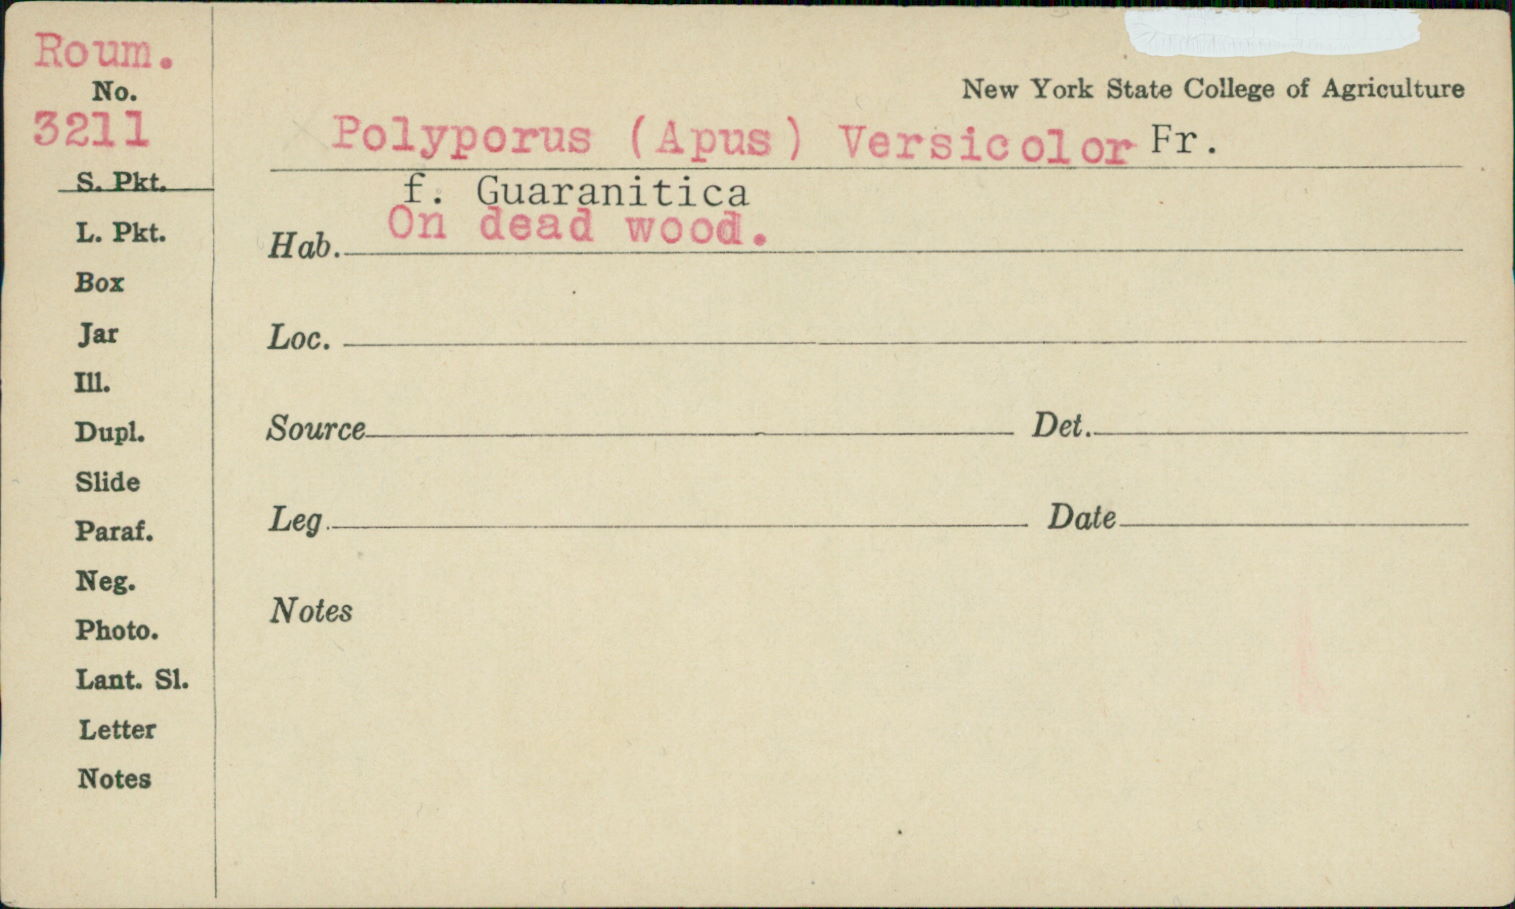 Roum.
No.
3211
S. Pkt.
L. Pkt.
Box
Jar
Ill.
Dupl.
Slide
Paraf.
Neg.
Photo.
Lant. Sl.
Letter
Notes
New York State College of Agriculture
Polyporus (Apus) Versicolor Fr.
f. Guaranitica
Hab. On dead wood.
Loc.
Source Det.
Leg. Date
Notes